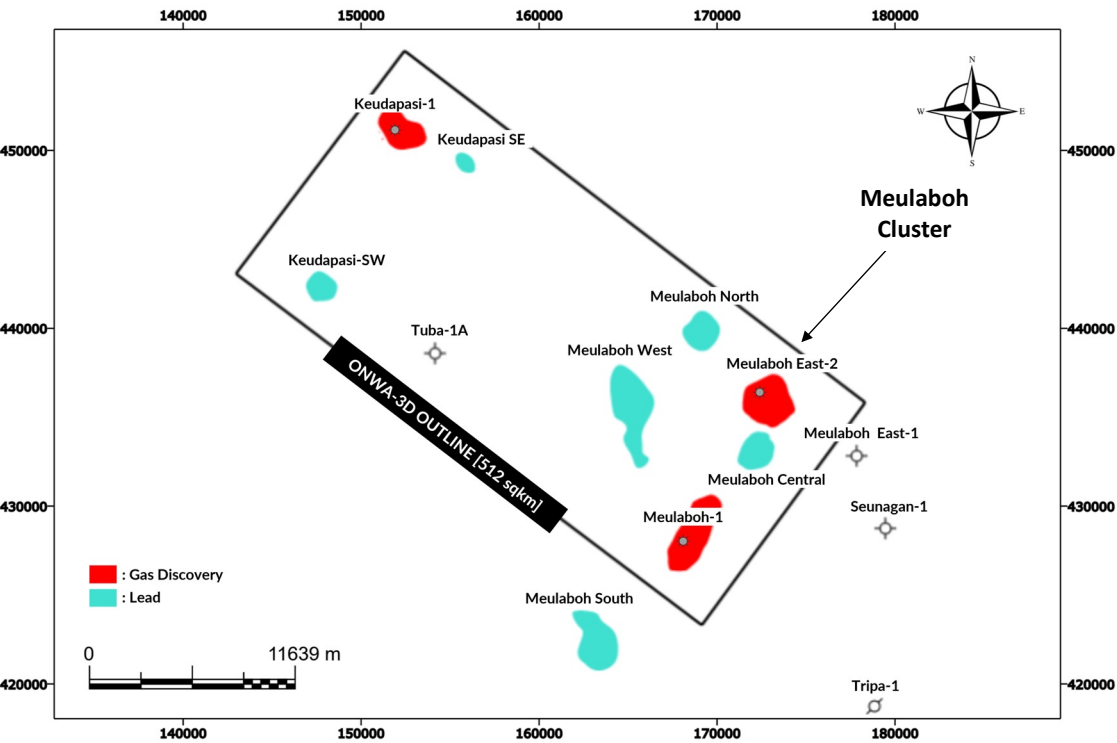 140000 150000 160000 170000 180000
N
W E
S
Keudapasi-1
Keudapasi SE
450000 450000
Meulaboh
Cluster
Keudapasi-SW
Meulaboh North
440000 440000
Tuba-1A
Meulaboh West
Meulaboh East-2
ONWA-3D OUTLINE [512 sqkm]
Meulaboh East-1
Meulaboh Central
430000 430000
Seunagan-1
Meulaboh-1
: Gas Discovery
: Lead
Meulaboh South
0 11639 m
420000 420000
Tripa-1
140000 150000 160000 170000 180000